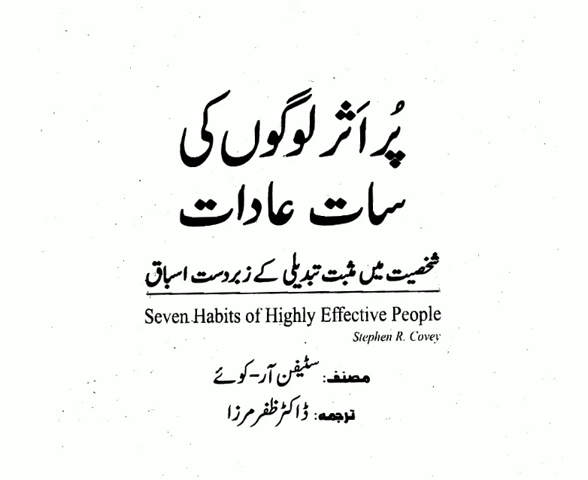 پُر اَثر لوگوں کی
سات عادات
شخصیت میں مثبت تبدیلی کے زبردست اسباق
Seven Habits of Highly Effective People
Stephen R. Covey
مصنف: سٹیفن آر-کوئے
ترجمہ: ڈاکٹر ظفر مرزا